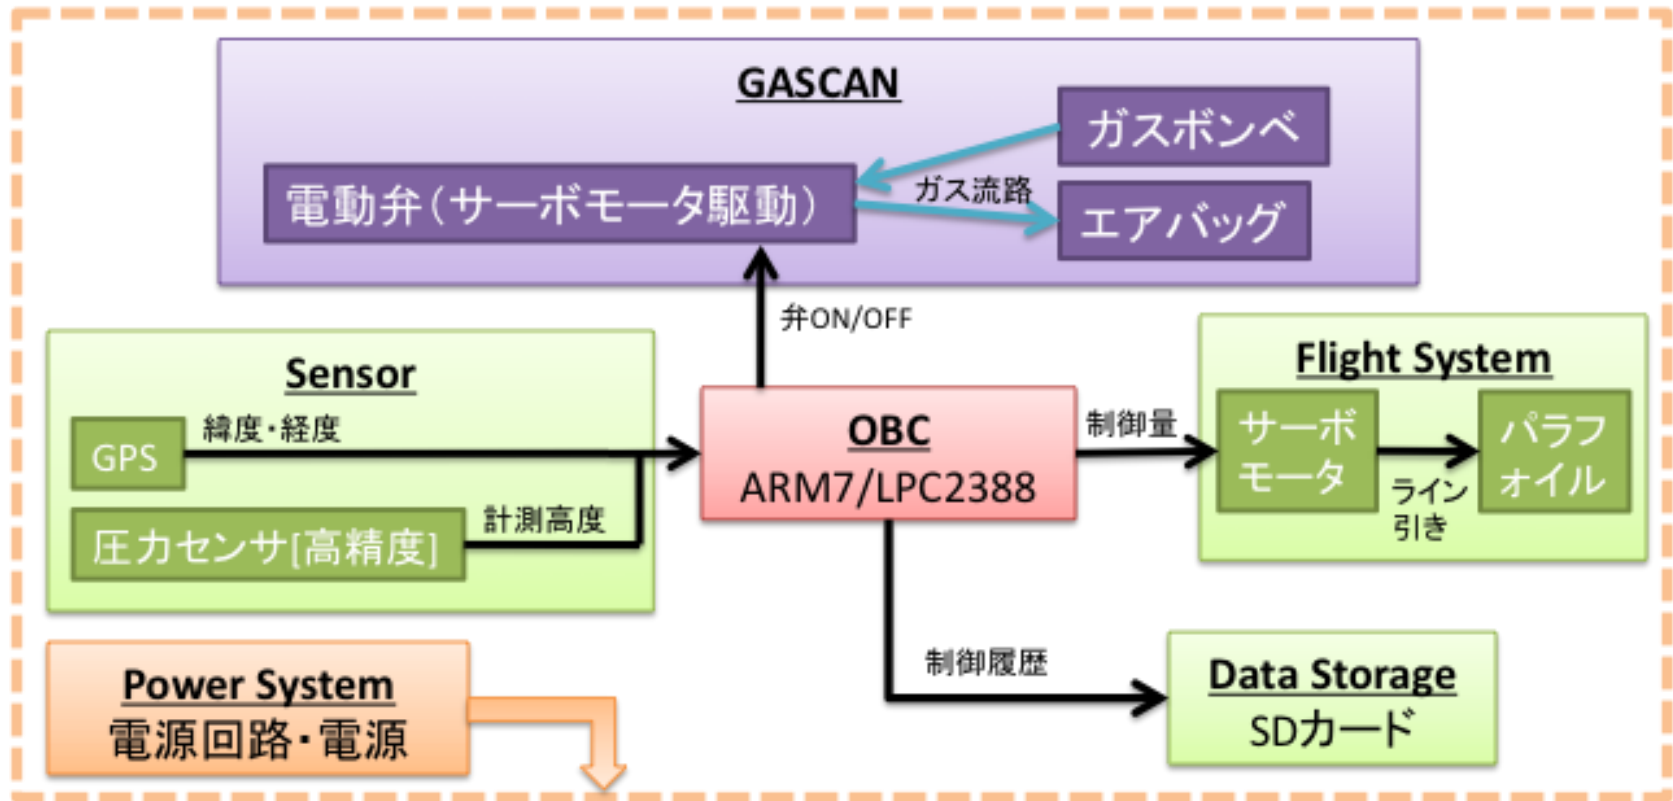 GASCAN
ガスボンベ
電動弁(サーボモータ駆動)
ガス流路
エアバッグ
弁ON/OFF
Sensor
GPS
緯度・経度
圧力センサ[高精度]
計測高度
OBC
ARM7/LPC2388
制御量
Flight System
サーボ
モータ
ライン
引き
パラフ
ォイル
制御履歴
Power System
電源回路・電源
Data Storage
SDカード